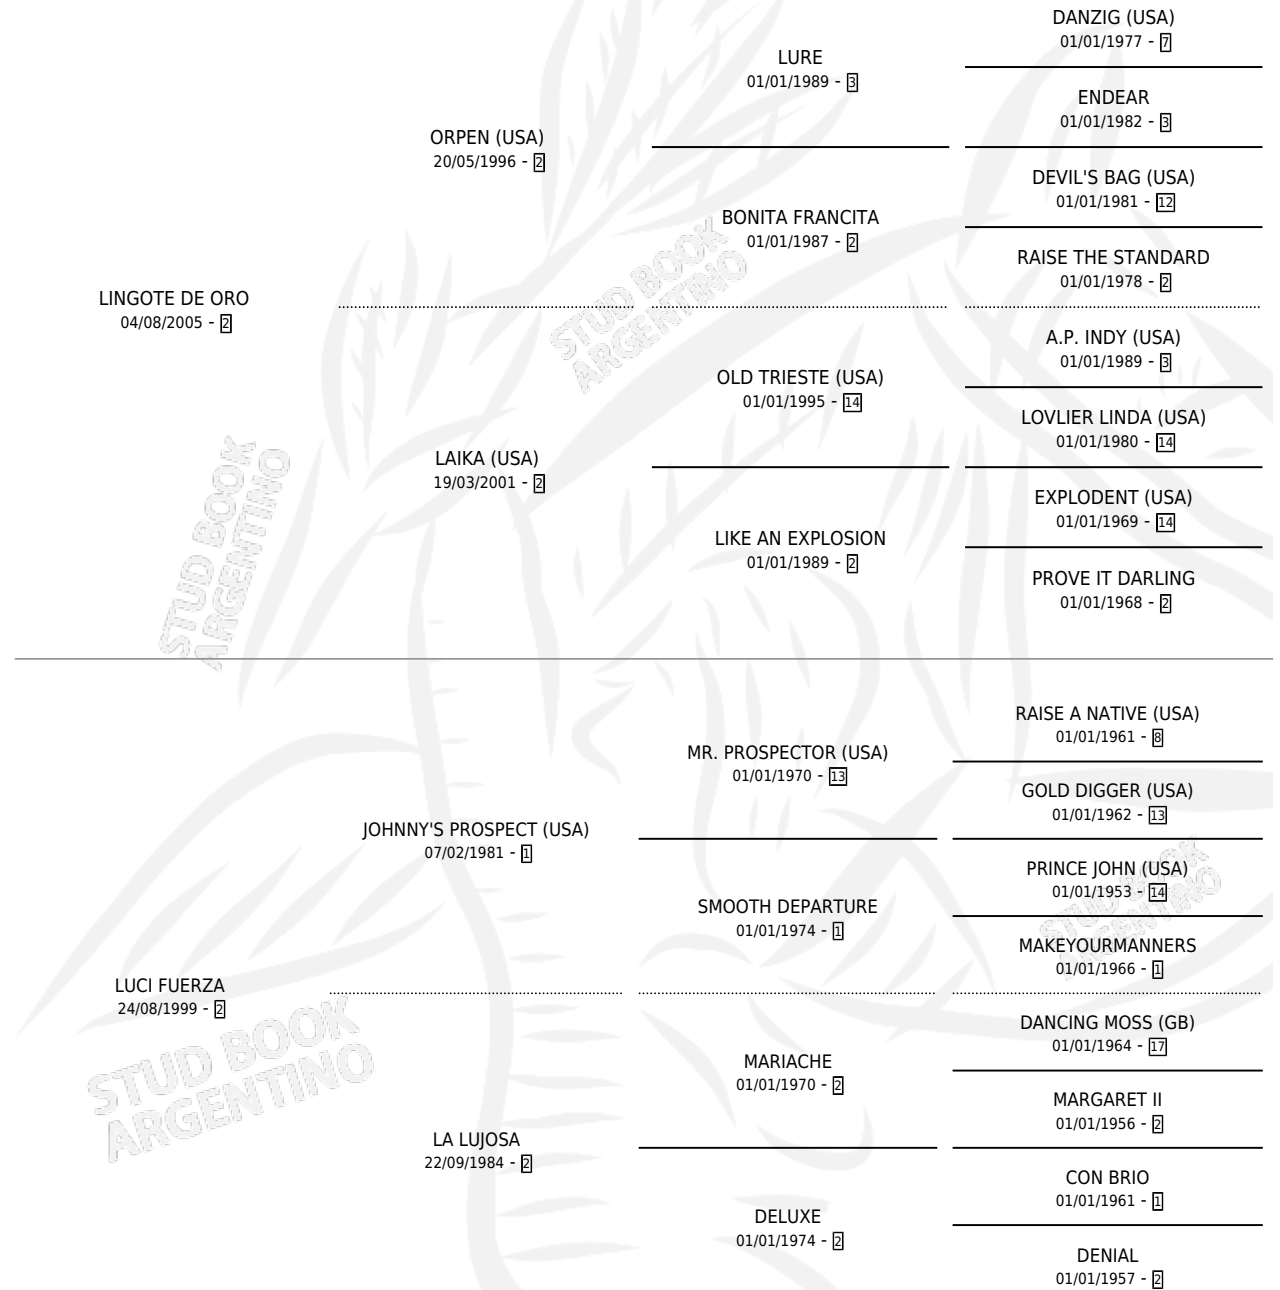 DANZIG (USA)
01/01/1977 - 7
LURE
01/01/1989 - 3
ENDEAR
01/01/1982 - 3
ORPEN (USA)
20/05/1996 - 2
DEVIL'S BAG (USA)
01/01/1981 - 12
BONITA FRANCITA
01/01/1987 - 2
RAISE THE STANDARD
01/01/1978 - 2
LINGOTE DE ORO
04/08/2005 - 2
STUD BOOK
ARGENTINO
A.P. INDY (USA)
01/01/1989 - 3
OLD TRIESTE (USA)
01/01/1995 - 14
LOVLIER LINDA (USA)
01/01/1980 - 14
LAIKA (USA)
19/03/2001 - 2
EXPLODENT (USA)
01/01/1969 - 14
LIKE AN EXPLOSION
01/01/1989 - 2
PROVE IT DARLING
01/01/1968 - 2
STUD BOOK
ARGENTINO
RAISE A NATIVE (USA)
01/01/1961 - 8
MR. PROSPECTOR (USA)
01/01/1970 - 13
GOLD DIGGER (USA)
01/01/1962 - 13
JOHNNY'S PROSPECT (USA)
07/02/1981 - 1
PRINCE JOHN (USA)
01/01/1953 - 14
SMOOTH DEPARTURE
01/01/1974 - 1
MAKEYOURMANNERS
01/01/1966 - 1
STUD BOOK
ARGENTINO
LUCI FUERZA
24/08/1999 - 2
DANCING MOSS (GB)
01/01/1964 - 17
MARIACHE
01/01/1970 - 2
MARGARET II
01/01/1956 - 2
STUD BOOK
ARGENTINO
LA LUJOSA
22/09/1984 - 2
CON BRIO
01/01/1961 - 1
DELUXE
01/01/1974 - 2
DENIAL
01/01/1957 - 2